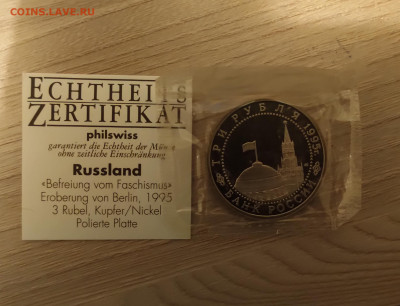 COINS.LAVE.RU
ECHTHEITS
ZERTIFIKAT
philswiss
garantiert die Echtheit der Münze
ohne zeitliche Einschränkung.
Russland
«Befreiung vom Faschismus»
Eroberung von Berlin, 1995
3 Rubel, Kupfer/Nickel
Polierte Platte
ТРИ РУБЛЯ 1995г.
БАНК РОССИИ